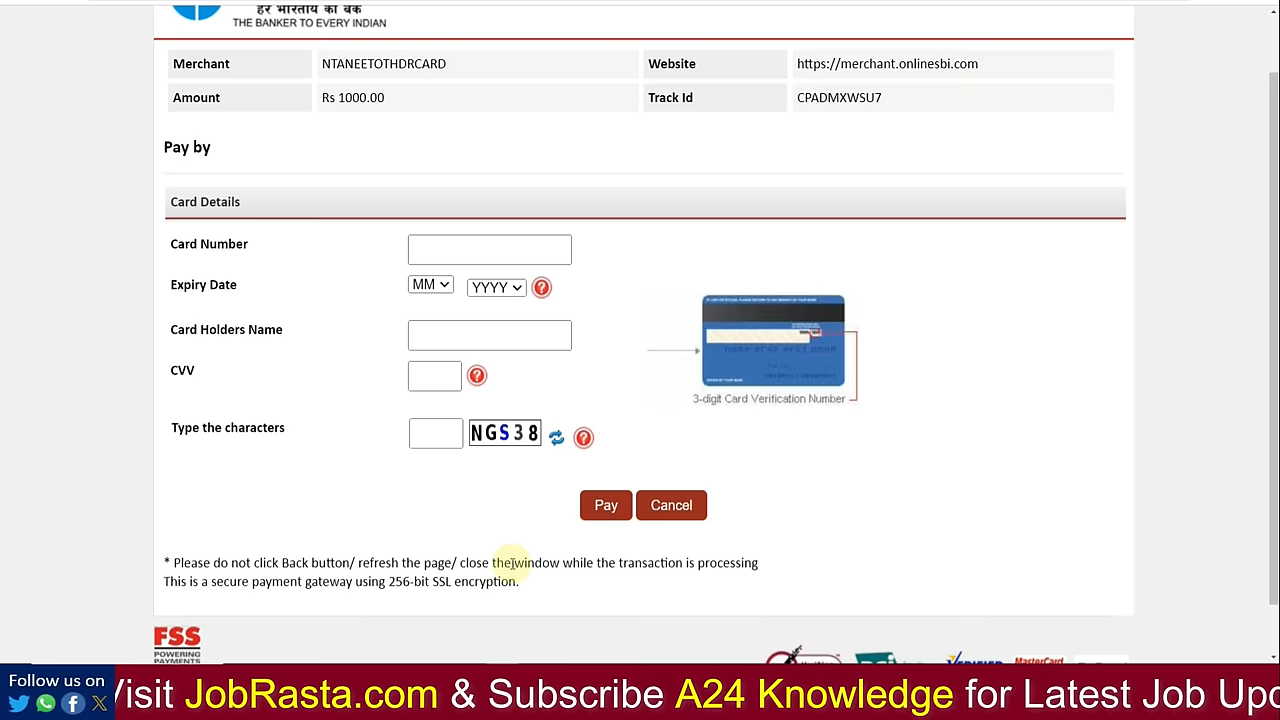 हर भारतीय का बैंक
THE BANKER TO EVERY INDIAN
Merchant NTANEETOTHDRCARD Website https://merchant.onlinesbi.com
Amount Rs 1000.00 Track Id CPADMXWSU7
Pay by
Card Details
Card Number
Expiry Date MM YYYY ?
Card Holders Name
CVV ?
3-digit Card Verification Number
Type the characters NGS38 ?
Pay Cancel
* Please do not click Back button/ refresh the page/ close the window while the transaction is processing
This is a secure payment gateway using 256-bit SSL encryption.
FSS
POWERING
PAYMENTS
VERIFIED
MasterCard
Follow us on
Visit JobRasta.com & Subscribe A24 Knowledge for Latest Job Upd